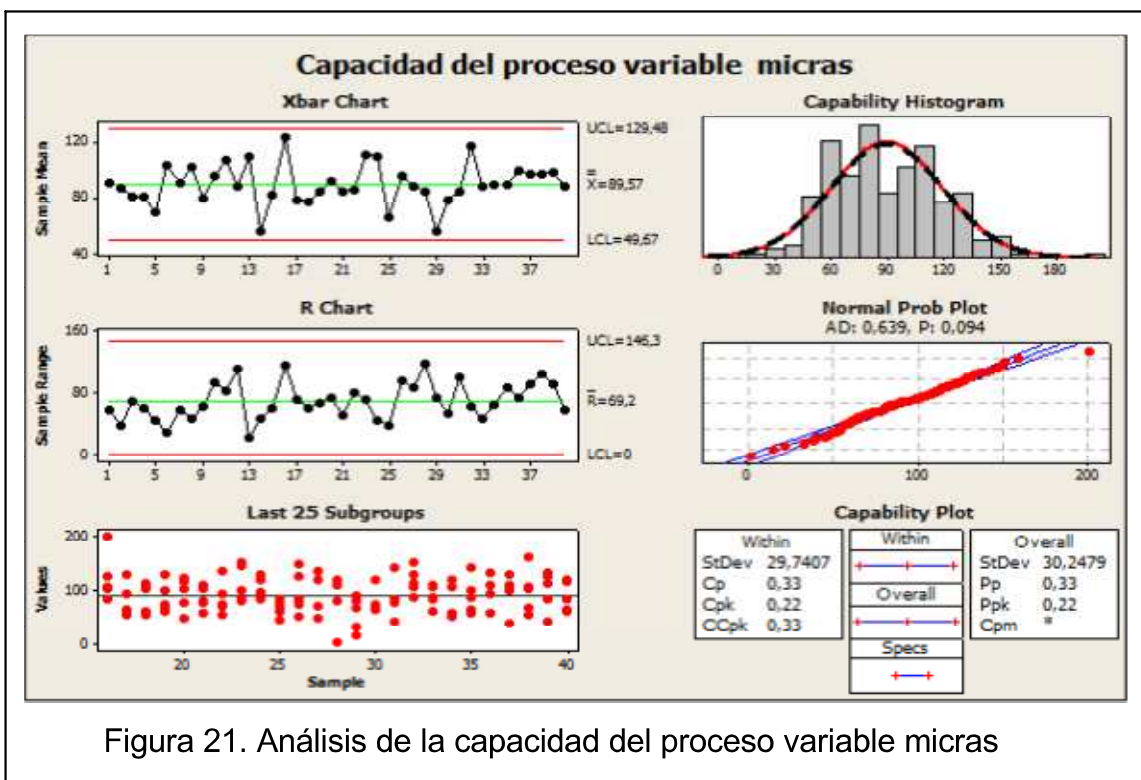 Capacidad del proceso variable micras
Xbar Chart
Sample Mean
120
80
40
UCL=129,48
X=89,57
LCL=49,67
1 5 9 13 17 21 25 29 33 37
Capability Histogram
0 30 60 90 120 150 180
R Chart
Sample Range
160
80
0
UCL=146,3
R=69,2
LCL=0
1 5 9 13 17 21 25 29 33 37
Normal Prob Plot
AD: 0,639, P: 0,094
0 100 200
Last 25 Subgroups
Values
200
100
0
20 25 30 35 40
Sample
Capability Plot
Within
StDev 29,7407
Cp 0,33
Cpk 0,22
CCpk 0,33
Within
Overall
Specs
Overall
StDev 30,2479
Pp 0,33
Ppk 0,22
Cpm *
Figura 21. Análisis de la capacidad del proceso variable micras